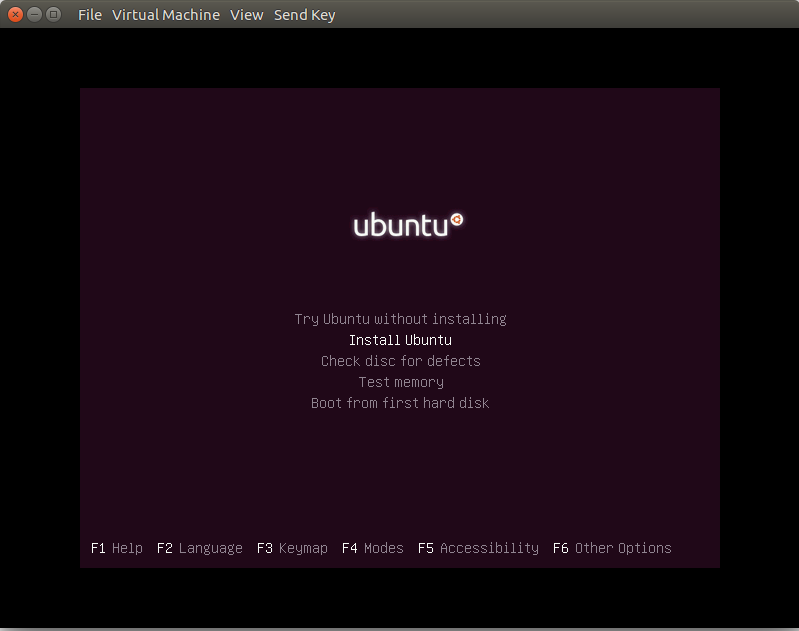 File Virtual Machine View Send Key
ubuntu
Try Ubuntu without installing
Install Ubuntu
Check disc for defects
Test memory
Boot from first hard disk
F1 Help F2 Language F3 Keymap F4 Modes F5 Accessibility F6 Other Options